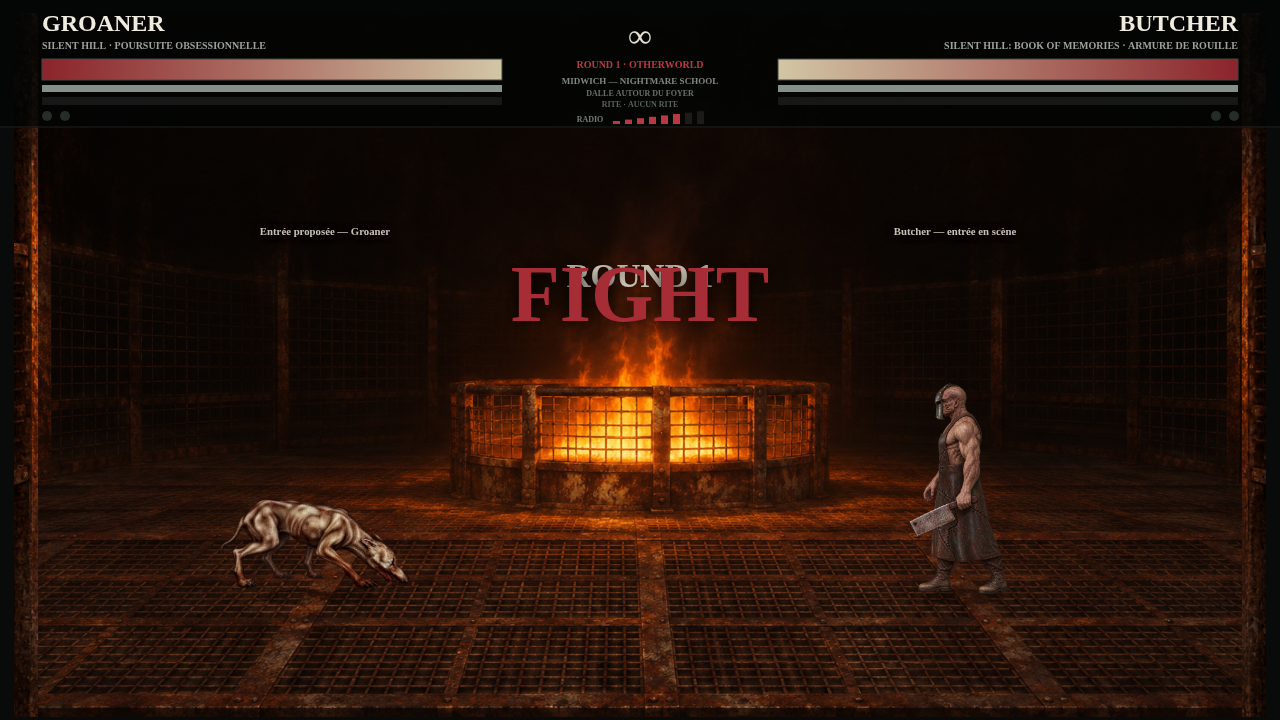 GROANER
SILENT HILL · POURSUITE OBSESSIONNELLE
∞
ROUND 1 · OTHERWORLD
MIDWICH — NIGHTMARE SCHOOL
DALLE AUTOUR DU FOYER
RITE · AUCUN RITE
RADIO
BUTCHER
SILENT HILL: BOOK OF MEMORIES · ARMURE DE ROUILLE
Entrée proposée — Groaner
Butcher — entrée en scène
ROUND 1
FIGHT